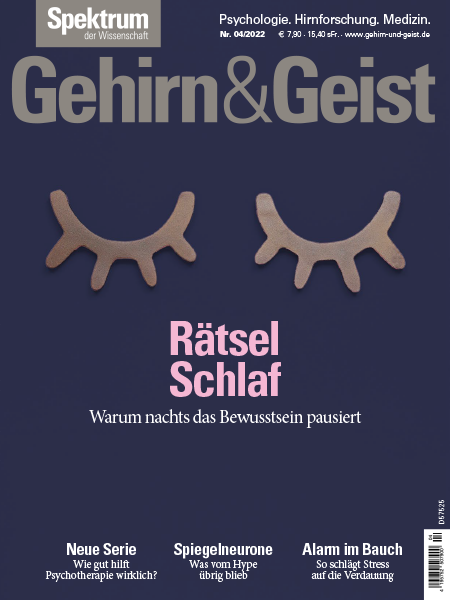 Spektrum
der Wissenschaft
Psychologie. Hirnforschung. Medizin.
Nr. 04/2022 € 7,90 · 15,40 sFr. · www.gehirn-und-geist.de
Gehirn&Geist
Rätsel
Schlaf
Warum nachts das Bewusstsein pausiert
Neue Serie
Wie gut hilft
Psychotherapie wirklich?
Spiegelneurone
Was vom Hype
übrig blieb
Alarm im Bauch
So schlägt Stress
auf die Verdauung
D57525
04